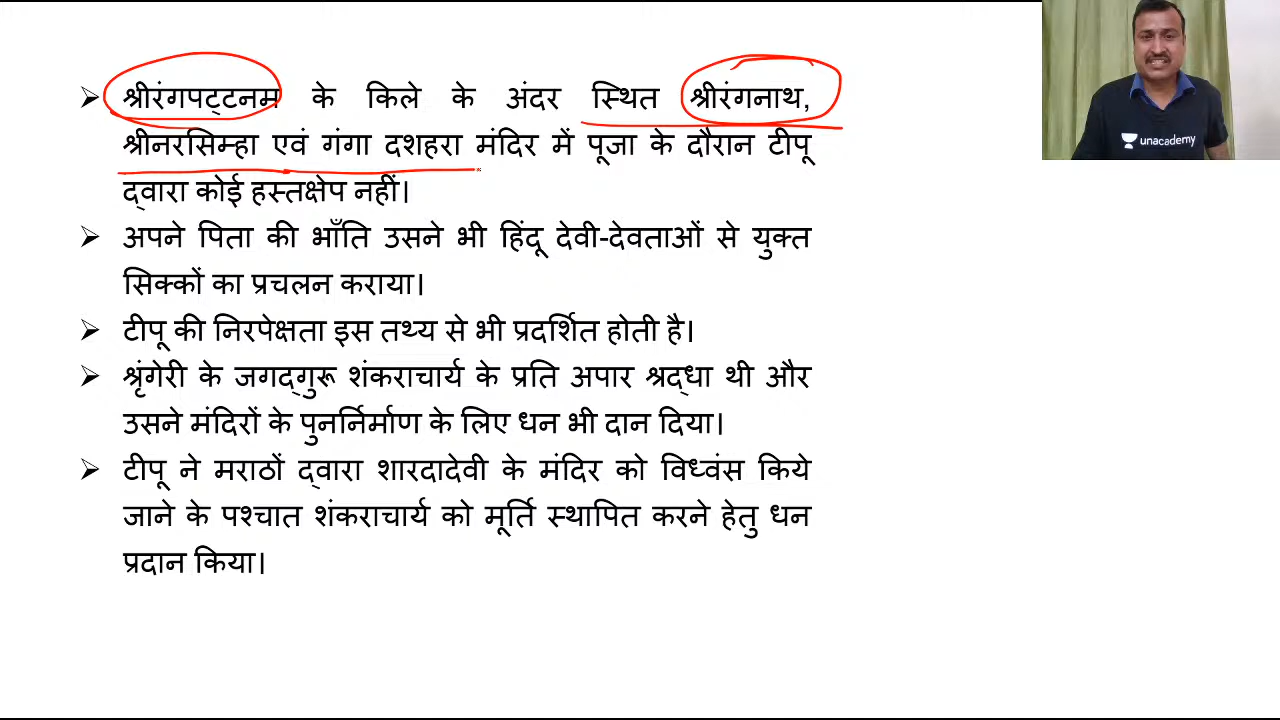 श्रीरंगपट्टनम के किले के अंदर स्थित श्रीरंगनाथ,
श्रीनरसिम्हा एवं गंगा दशहरा मंदिर में पूजा के दौरान टीपू
द्वारा कोई हस्तक्षेप नहीं।
अपने पिता की भाँति उसने भी हिंदू देवी-देवताओं से युक्त
सिक्कों का प्रचलन कराया।
टीपू की निरपेक्षता इस तथ्य से भी प्रदर्शित होती है।
श्रृंगेरी के जगद्गुरू शंकराचार्य के प्रति अपार श्रद्धा थी और
उसने मंदिरों के पुनर्निर्माण के लिए धन भी दान दिया।
टीपू ने मराठों द्वारा शारदादेवी के मंदिर को विध्वंस किये
जाने के पश्चात शंकराचार्य को मूर्ति स्थापित करने हेतु धन
प्रदान किया।
unacademy